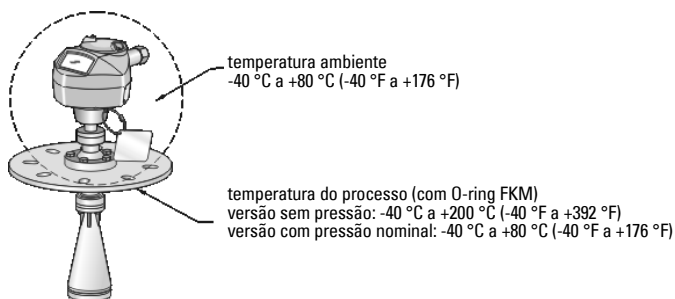 temperatura ambiente
-40 °C a +80 °C (-40 °F a +176 °F)
temperatura do processo (com O-ring FKM)
versão sem pressão: -40 °C a +200 °C (-40 °F a +392 °F)
versão com pressão nominal: -40 °C a +80 °C (-40 °F a +176 °F)